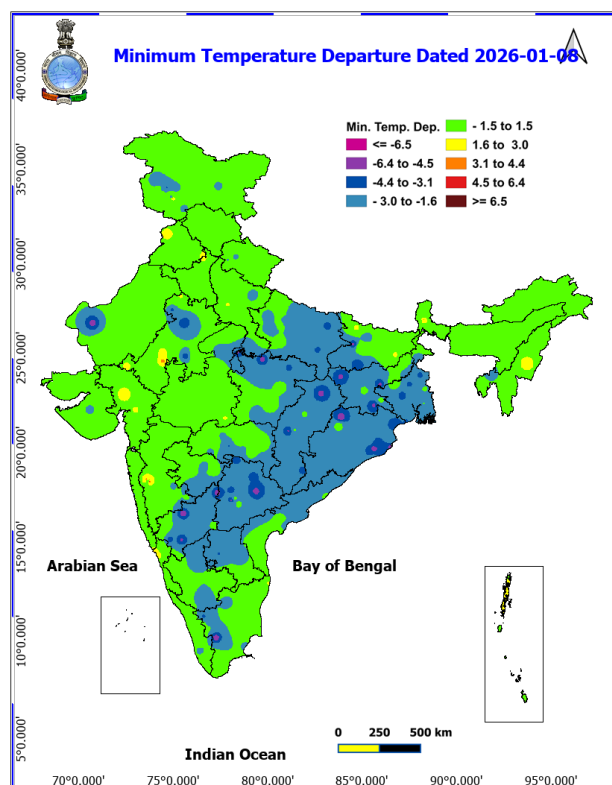 Minimum Temperature Departure Dated 2026-01-08
Min. Temp. Dep.
<= -6.5
-6.4 to -4.5
-4.4 to -3.1
- 3.0 to -1.6
- 1.5 to 1.5
1.6 to 3.0
3.1 to 4.4
4.5 to 6.4
>= 6.5
40°0.000'
35°0.000'
30°0.000'
25°0.000'
20°0.000'
15°0.000'
10°0.000'
5°0.000'
Arabian Sea
Bay of Bengal
Indian Ocean
0 250 500 km
70°0.000' 75°0.000' 80°0.000' 85°0.000' 90°0.000' 95°0.000'